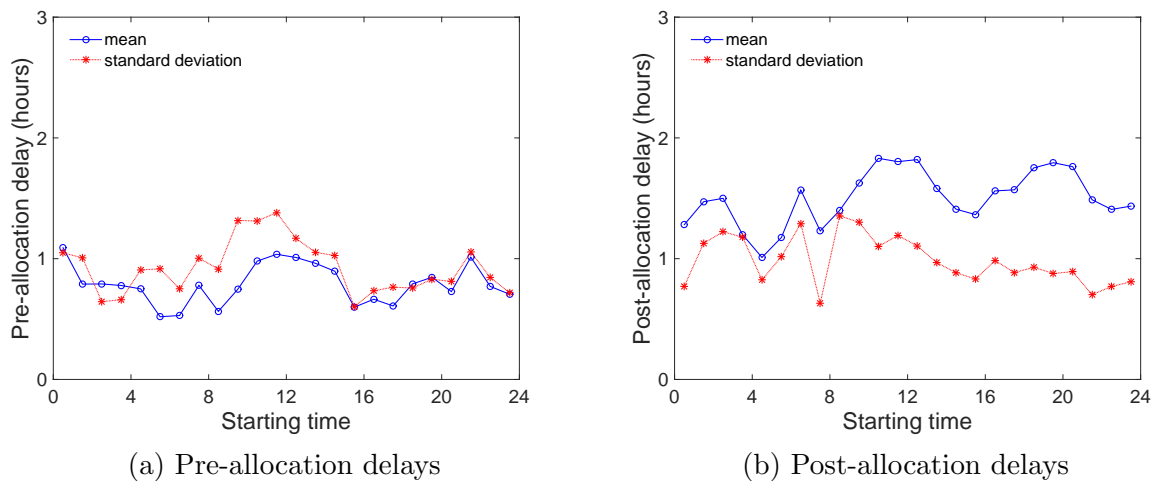 3
2
1
0
Pre-allocation delay (hours)
mean
standard deviation
0 4 8 12 16 20 24
Starting time
(a) Pre-allocation delays
3
2
1
0
Post-allocation delay (hours)
mean
standard deviation
0 4 8 12 16 20 24
Starting time
(b) Post-allocation delays